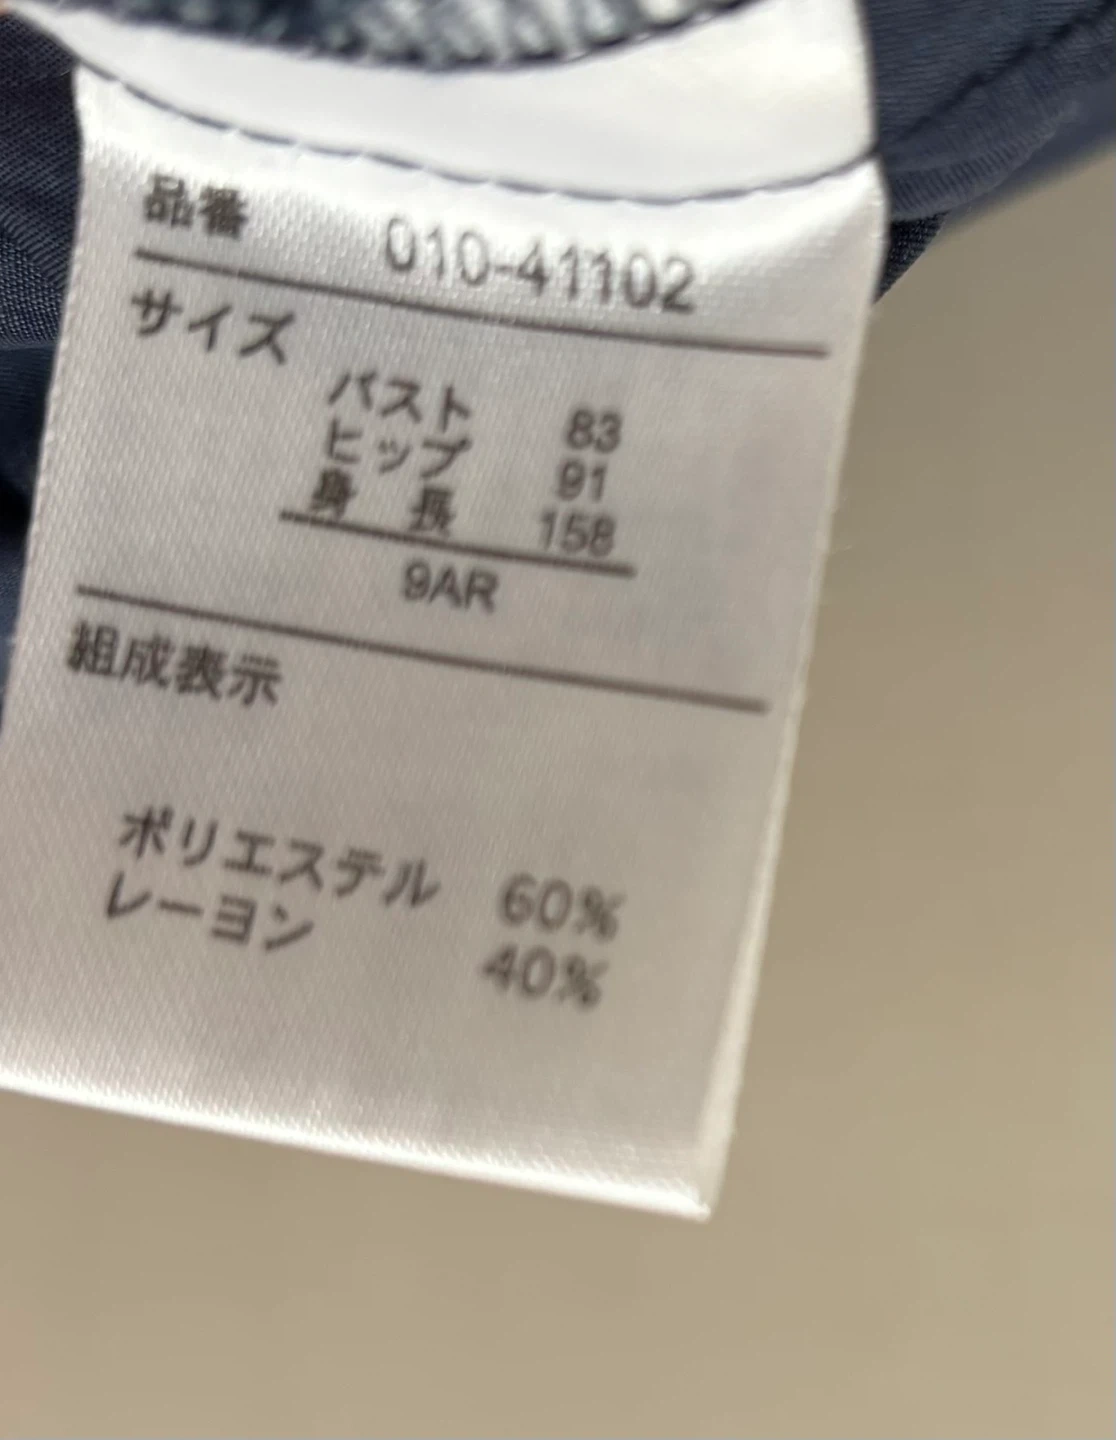 品番 010-41102
サイズ
バスト 83
ヒップ 91
身長 158
9AR
組成表示
ポリエステル 60%
レーヨン 40%